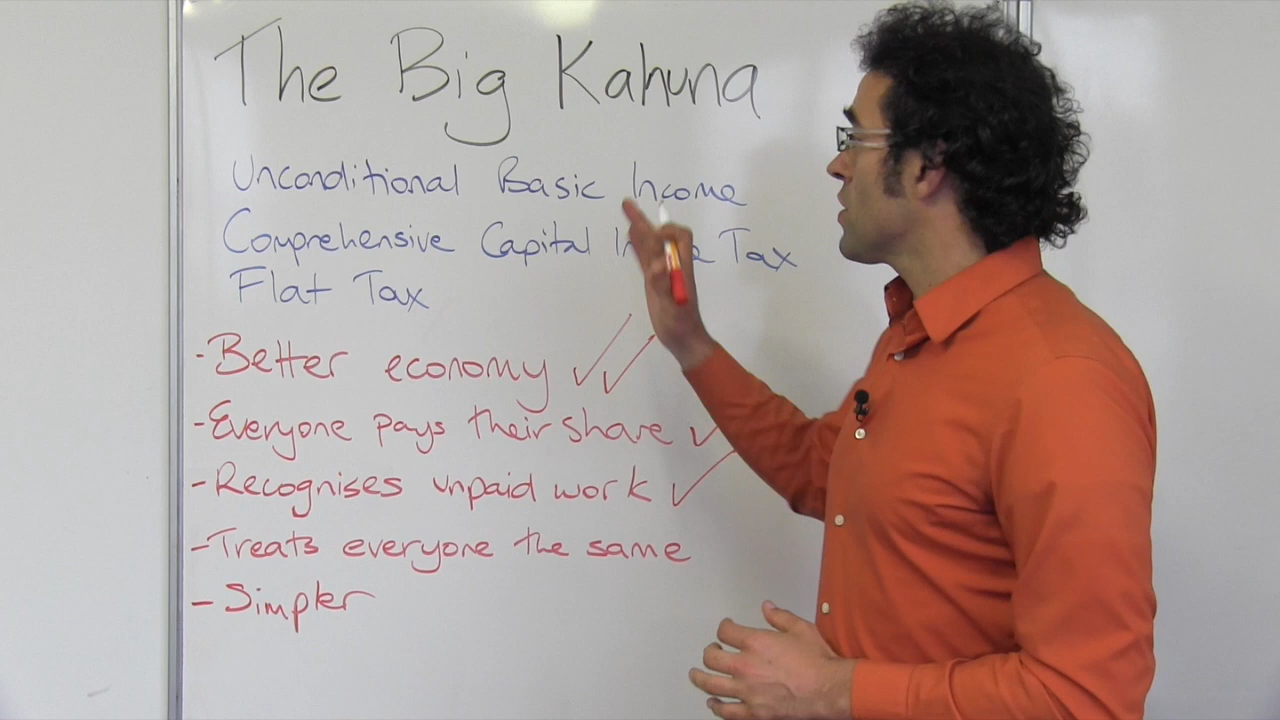 The Big Kahuna
Unconditional Basic Income
Comprehensive Capital Tax
Flat Tax
- Better economy ✓✓
- Everyone pays their share ✓
- Recognises unpaid work ✓
- Treats everyone the same
- Simpler